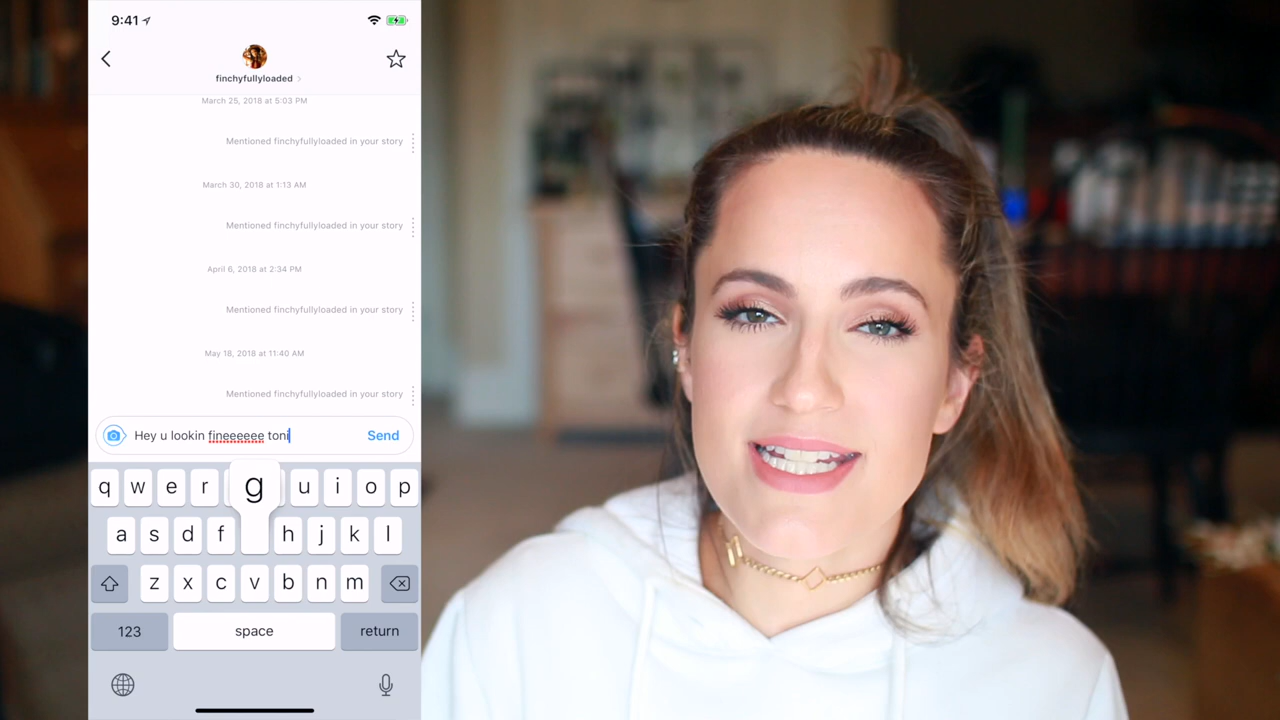 9:41
finchyfullyloaded
March 25, 2018 at 5:03 PM
Mentioned finchyfullyloaded in your story
March 30, 2018 at 1:13 AM
Mentioned finchyfullyloaded in your story
April 6, 2018 at 2:34 PM
Mentioned finchyfullyloaded in your story
May 18, 2018 at 11:40 AM
Mentioned finchyfullyloaded in your story
Hey u lookin fineeeeee toni Send
q w e r g u i o p
a s d f h j k l
z x c v b n m
123 space return